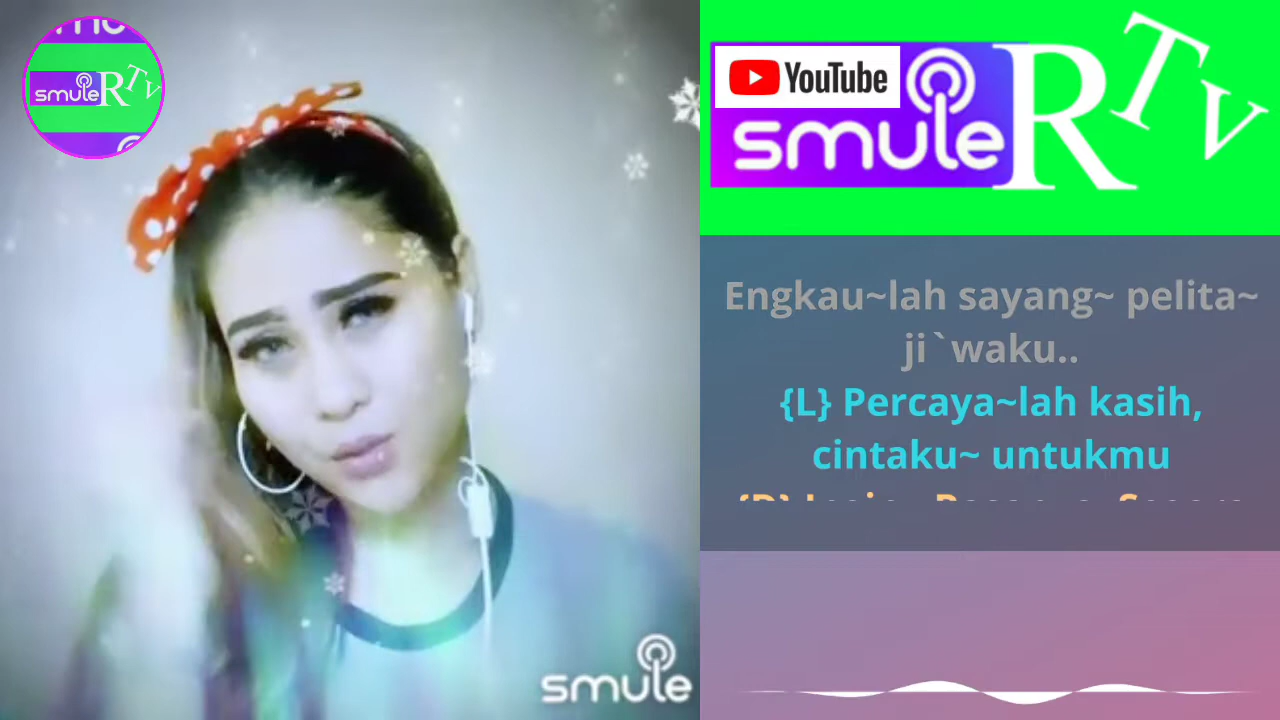 smule R TV
YouTube
smule R TV
Engkau~lah sayang~ pelita~
ji`waku..
{L} Percaya~lah kasih,
cintaku~ untukmu
smule